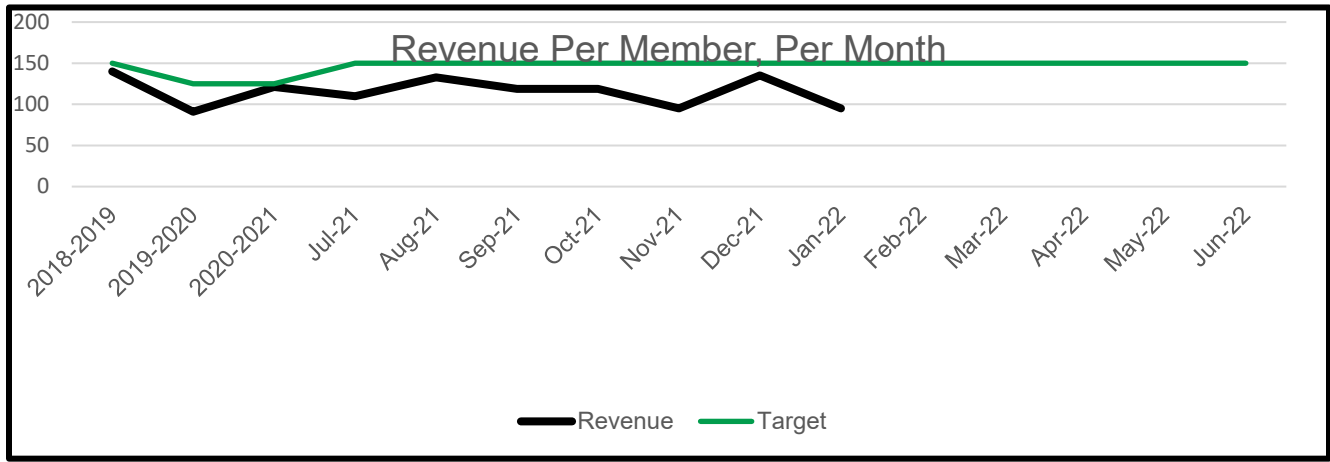 Revenue Per Member, Per Month
200
150
100
50
0
2018-2019
2019-2020
2020-2021
Jul-21
Aug-21
Sep-21
Oct-21
Nov-21
Dec-21
Jan-22
Feb-22
Mar-22
Apr-22
May-22
Jun-22
Revenue Target